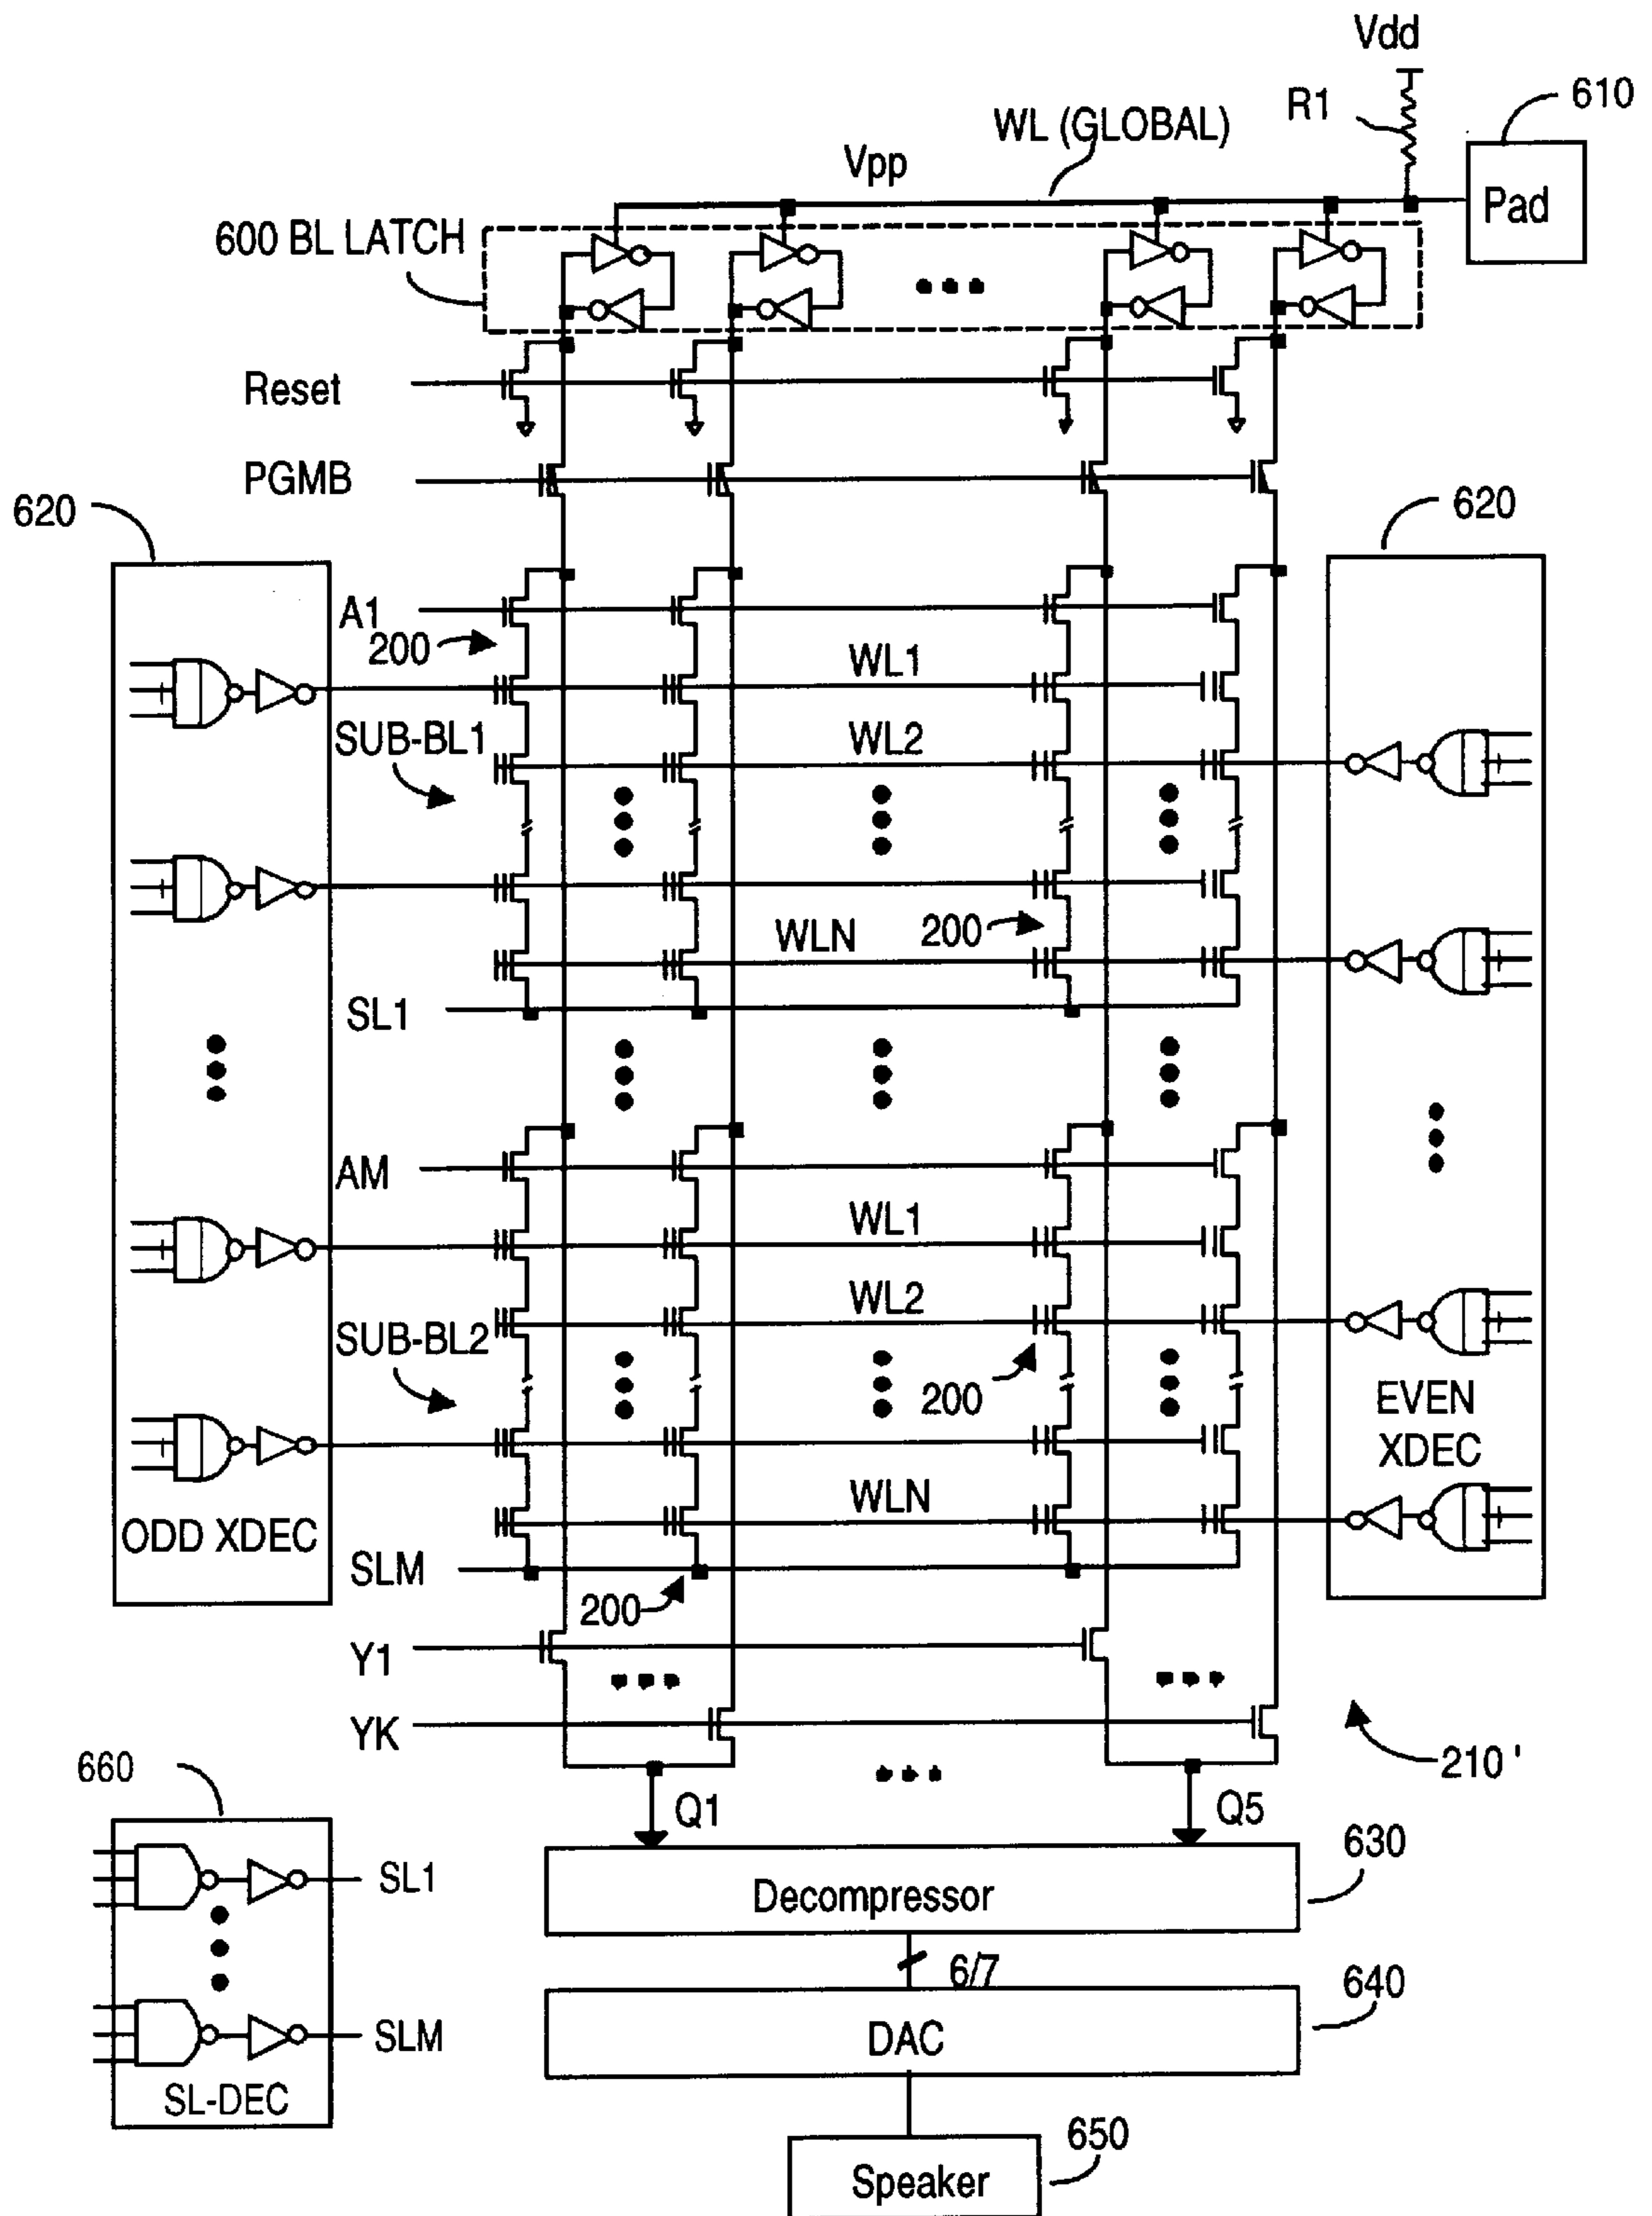 Vdd
R1
610
WL (GLOBAL)
Vpp
Pad
600 BL LATCH
Reset
PGMB
620
620
A1
200
WL1
SUB-BL1
WL2
WLN
200
SL1
AM
WL1
WL2
SUB-BL2
200
EVEN
XDEC
WLN
ODD XDEC
SLM
200
Y1
YK
210 '
660
Q1
Q5
630
SL1
Decompressor
6/7
640
SLM
DAC
SL-DEC
650
Speaker